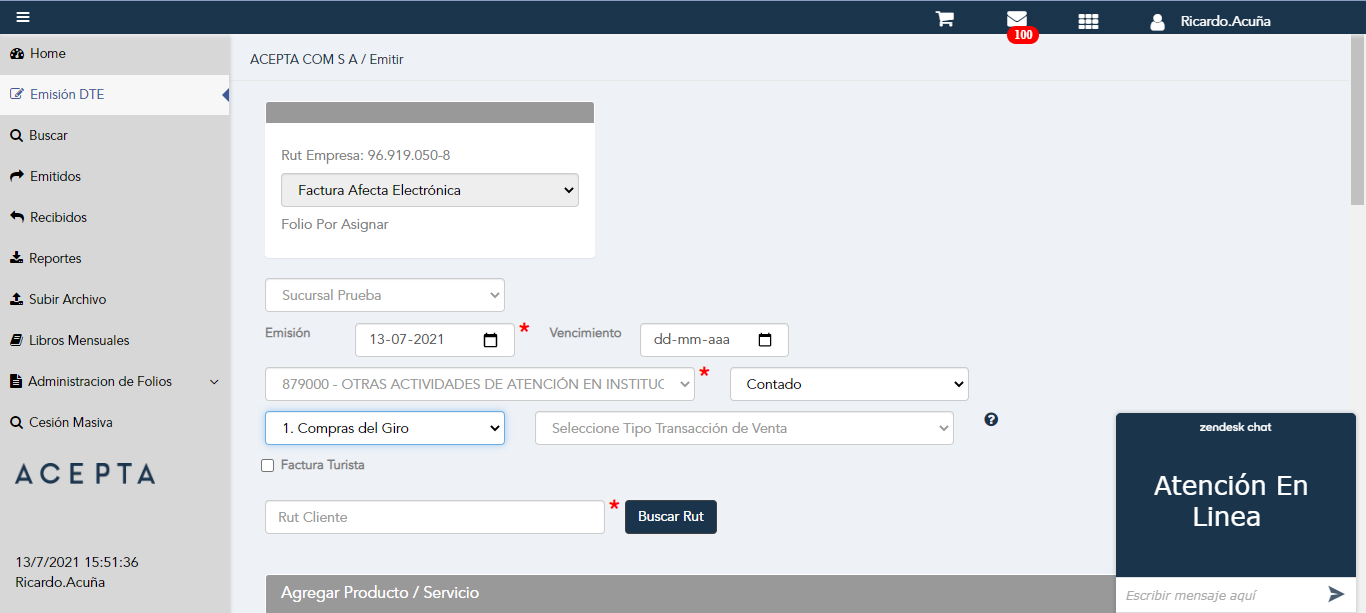 Ricardo.Acuña
100
Home
Emisión DTE
Buscar
Emitidos
Recibidos
Reportes
Subir Archivo
Libros Mensuales
Administracion de Folios
Cesión Masiva
ACEPTA
13/7/2021 15:51:36
Ricardo.Acuña
ACEPTA COM S A / Emitir
Rut Empresa: 96.919.050-8
Factura Afecta Electrónica
Folio Por Asignar
Sucursal Prueba
Emisión 13-07-2021 * Vencimiento dd-mm-aaa
879000 - OTRAS ACTIVIDADES DE ATENCIÓN EN INSTITUC * Contado
1. Compras del Giro Seleccione Tipo Transacción de Venta ?
Factura Turista
Rut Cliente * Buscar Rut
Agregar Producto / Servicio
zendesk chat
Atención En
Linea
Escribir mensaje aquí